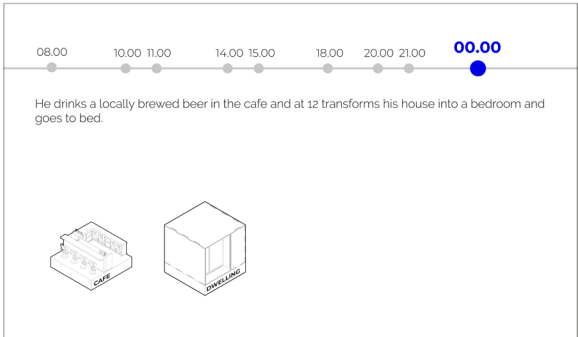 08.00 10.00 11.00 14.00 15.00 18.00 20.00 21.00 00.00
He drinks a locally brewed beer in the cafe and at 12 transforms his house into a bedroom and
goes to bed.
CAFE
DWELLING